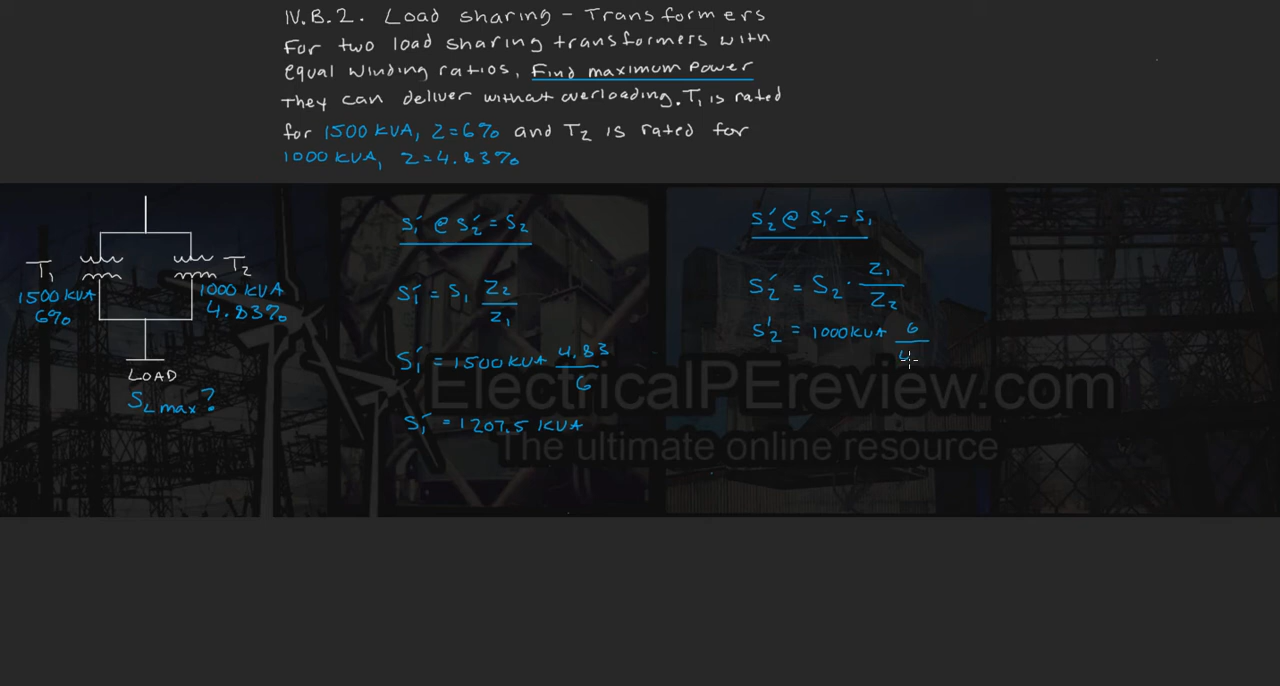 IV.B.2. Load sharing - Transformers
For two load sharing transformers with
equal winding ratios, Find maximum power
They can deliver without overloading. T₁ is rated
for 1500 KVA, Z=6% and T₂ is rated for
1000 KVA, Z=4.83%
T₁
1500 KVA
6%
T₂
1000 KVA
4.83%
LOAD
SLmax?
S₁' @ S₂' = S₂
S₁' = S₁ Z₂/Z₁
S₁' = 1500 KVA 4.83/6
S₁' = 1207.5 KVA
S₂' @ S₁' = S₁
S₂' = S₂ · Z₁/Z₂
S₂' = 1000 KVA 6/4
ElectricalPEreview.com
The ultimate online resource